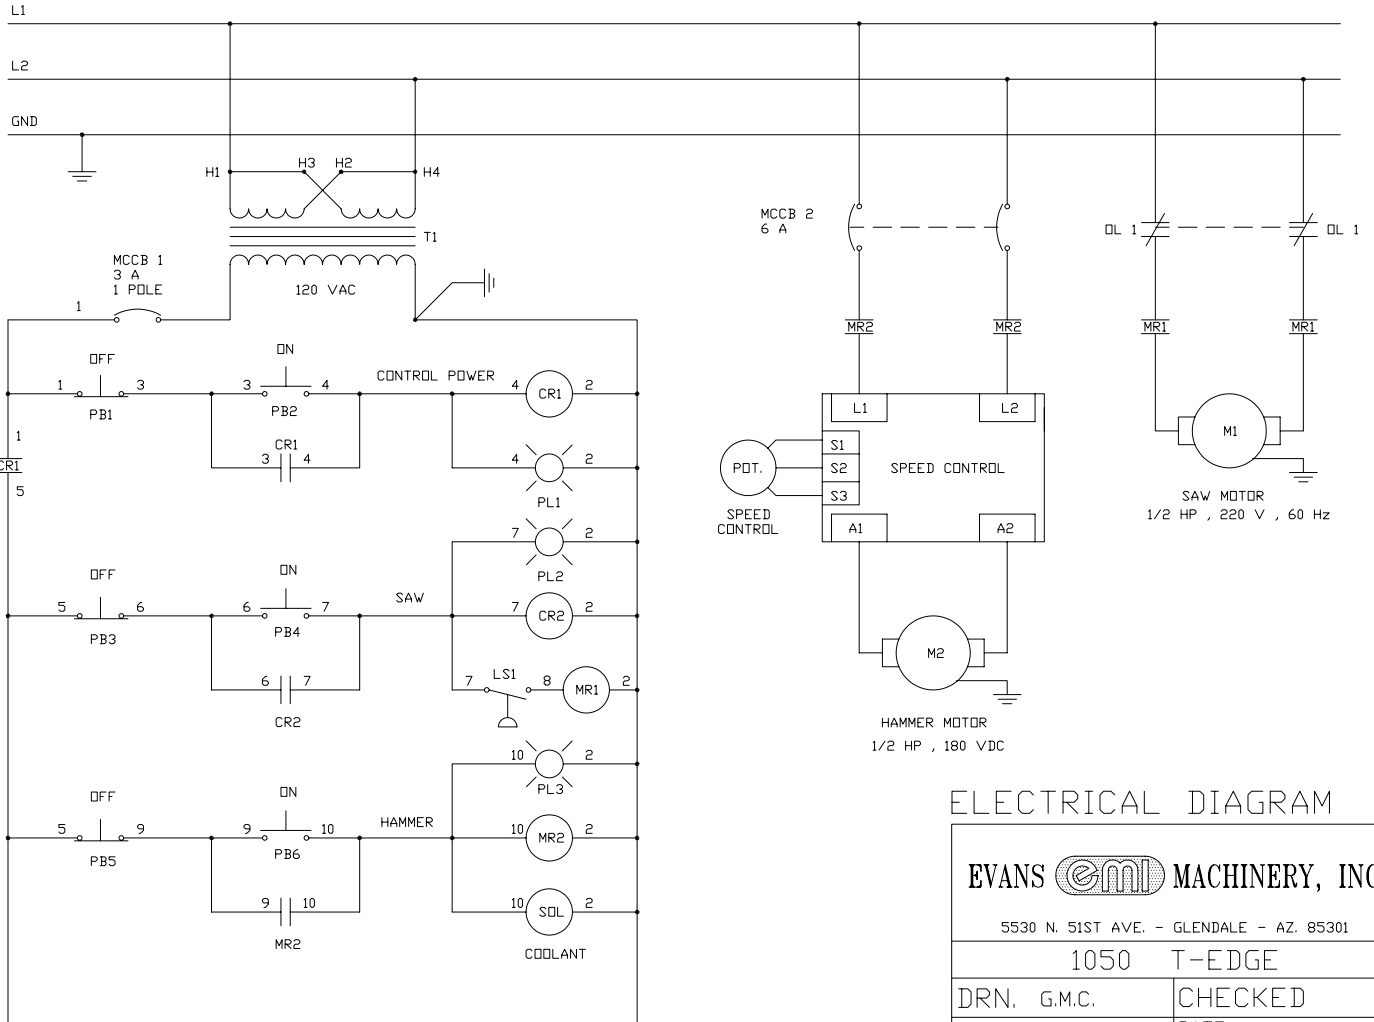 L1
L2
GND
H1
H3
H2
H4
T1
120 VAC
MCCB 1
3 A
1 POLE
1
OFF
1
3
PB1
ON
3
4
PB2
CR1
3
4
CONTROL POWER
4
CR1
2
4
2
PL1
1
CR1
5
7
2
PL2
OFF
5
6
PB3
ON
6
7
PB4
SAW
7
CR2
2
6
7
CR2
7
LS1
8
MR1
2
10
2
PL3
OFF
5
9
PB5
ON
9
10
PB6
HAMMER
10
MR2
2
9
10
MR2
10
SOL
2
COOLANT
MCCB 2
6 A
MR2
MR2
L1
L2
S1
S2
S3
SPEED CONTROL
POT.
SPEED
CONTROL
A1
A2
M2
HAMMER MOTOR
1/2 HP , 180 VDC
OL 1
OL 1
MR1
MR1
M1
SAW MOTOR
1/2 HP , 220 V , 60 Hz
ELECTRICAL DIAGRAM
EVANS emi MACHINERY, INC
5530 N. 51ST AVE. - GLENDALE - AZ. 85301
1050 T-EDGE
DRN. G.M.C.
CHECKED